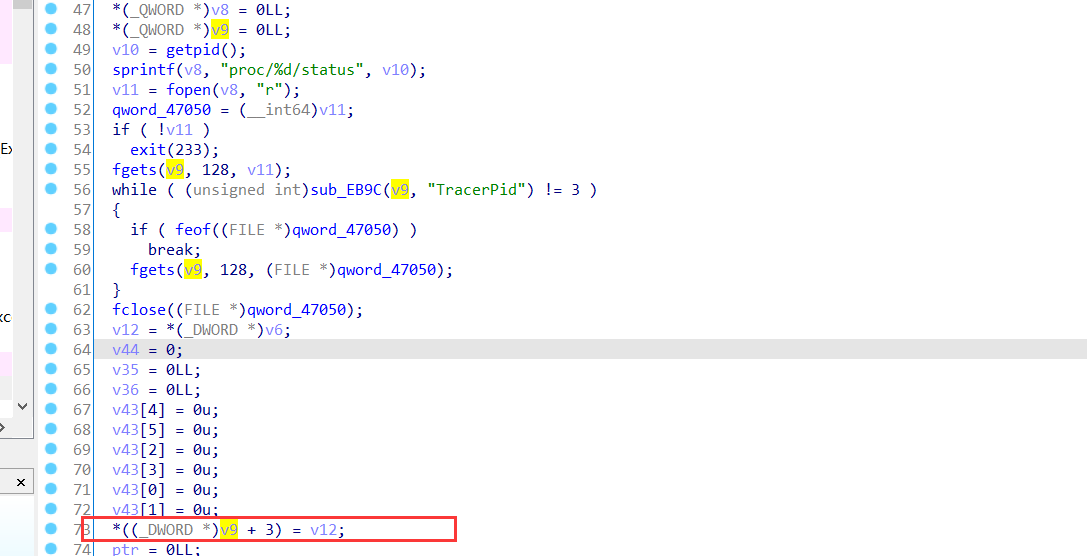 47 *(_QWORD *)v8 = 0LL;
48 *(_QWORD *)v9 = 0LL;
49 v10 = getpid();
50 sprintf(v8, "proc/%d/status", v10);
51 v11 = fopen(v8, "r");
52 qword_47050 = (__int64)v11;
53 if ( !v11 )
54 exit(233);
55 fgets(v9, 128, v11);
56 while ( (unsigned int)sub_EB9C(v9, "TracerPid") != 3 )
57 {
58 if ( feof((FILE *)qword_47050) )
59 break;
60 fgets(v9, 128, (FILE *)qword_47050);
61 }
62 fclose((FILE *)qword_47050);
63 v12 = *(_DWORD *)v6;
64 v44 = 0;
65 v35 = 0LL;
66 v36 = 0LL;
67 v43[4] = 0u;
68 v43[5] = 0u;
69 v43[2] = 0u;
70 v43[3] = 0u;
71 v43[0] = 0u;
72 v43[1] = 0u;
73 *((_DWORD *)v9 + 3) = v12;
74 ptr = 0LL;